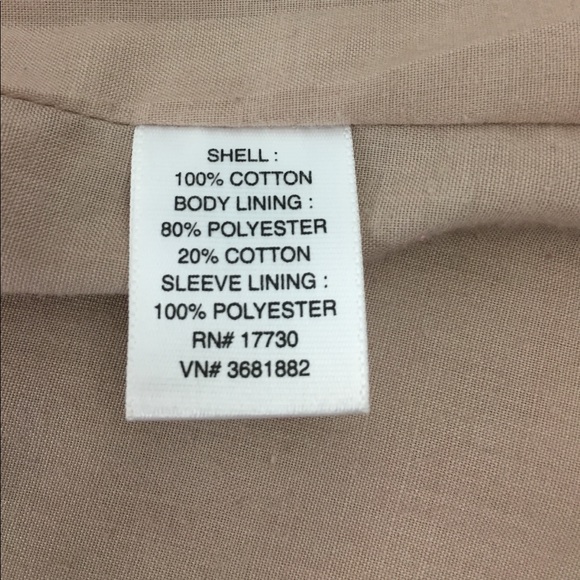 SHELL :
100% COTTON
BODY LINING :
80% POLYESTER
20% COTTON
SLEEVE LINING :
100% POLYESTER
RN# 17730
VN# 3681882